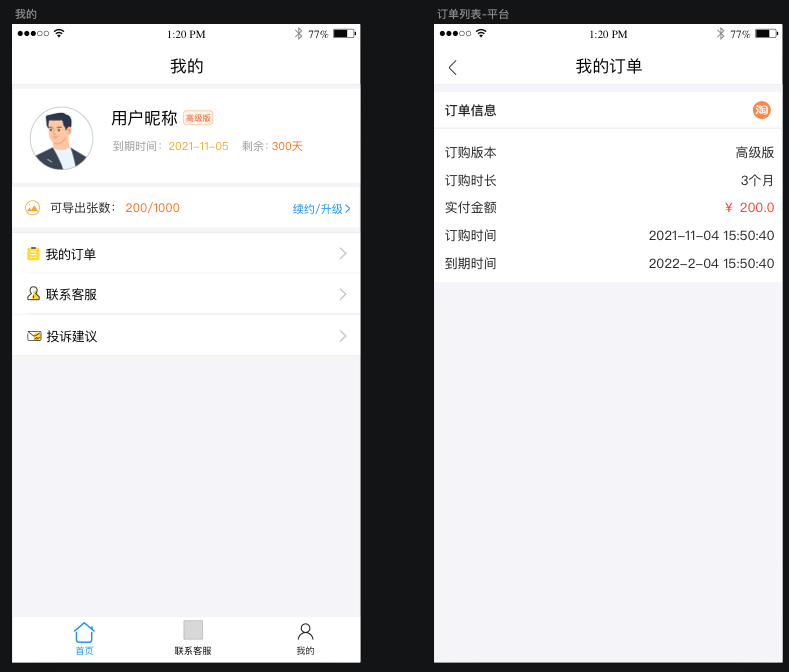 我的
1:20 PM
77%
我的
用户昵称 高级版
到期时间：2021-11-05 剩余：300天
可导出张数： 200/1000 续约/升级
我的订单
联系客服
投诉建议
首页
联系客服
我的
订单列表-平台
1:20 PM
77%
我的订单
订单信息
淘
订购版本 高级版
订购时长 3个月
实付金额 ¥ 200.0
订购时间 2021-11-04 15:50:40
到期时间 2022-2-04 15:50:40